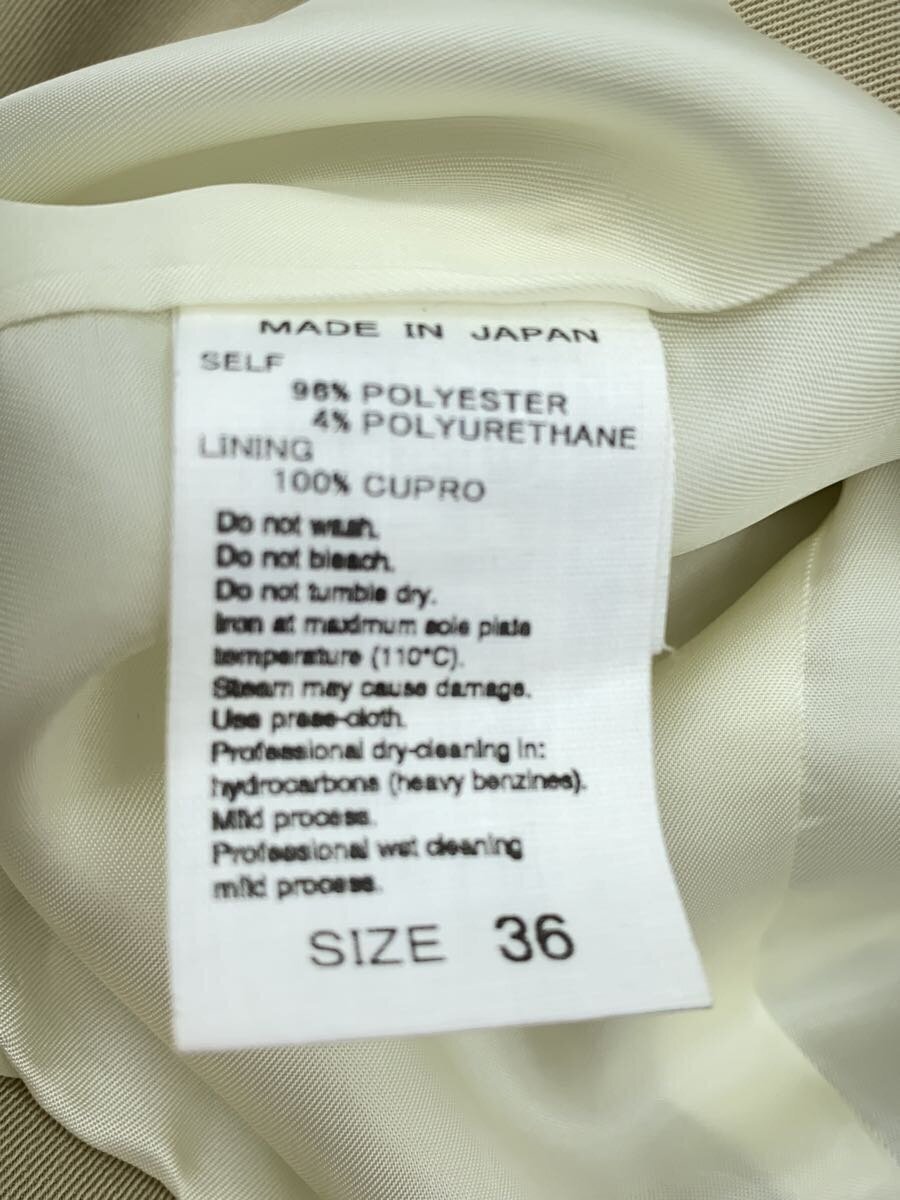 MADE IN JAPAN
SELF
96% POLYESTER
4% POLYURETHANE
LINING
100% CUPRO
Do not wash.
Do not bleach.
Do not tumble dry.
Iron at maximum sole plate
temperature (110°C).
Steam may cause damage.
Use press-cloth.
Professional dry-cleaning in:
hydrocarbons (heavy benzines).
Mild process.
Professional wet cleaning
mild process.
SIZE 36